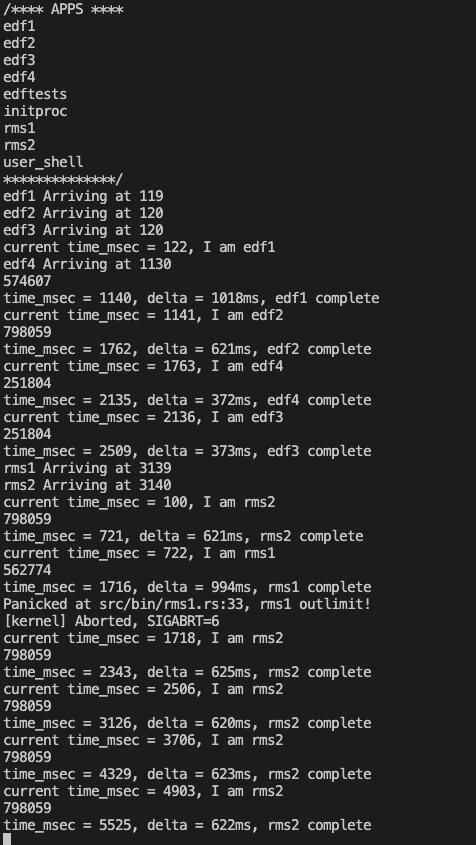 /**** APPS ****
edf1
edf2
edf3
edf4
edftests
initproc
rms1
rms2
user_shell
**************/
edf1 Arriving at 119
edf2 Arriving at 120
edf3 Arriving at 120
current time_msec = 122, I am edf1
edf4 Arriving at 1130
574607
time_msec = 1140, delta = 1018ms, edf1 complete
current time_msec = 1141, I am edf2
798059
time_msec = 1762, delta = 621ms, edf2 complete
current time_msec = 1763, I am edf4
251804
time_msec = 2135, delta = 372ms, edf4 complete
current time_msec = 2136, I am edf3
251804
time_msec = 2509, delta = 373ms, edf3 complete
rms1 Arriving at 3139
rms2 Arriving at 3140
current time_msec = 100, I am rms2
798059
time_msec = 721, delta = 621ms, rms2 complete
current time_msec = 722, I am rms1
562774
time_msec = 1716, delta = 994ms, rms1 complete
Panicked at src/bin/rms1.rs:33, rms1 outlimit!
[kernel] Aborted, SIGABRT=6
current time_msec = 1718, I am rms2
798059
time_msec = 2343, delta = 625ms, rms2 complete
current time_msec = 2506, I am rms2
798059
time_msec = 3126, delta = 620ms, rms2 complete
current time_msec = 3706, I am rms2
798059
time_msec = 4329, delta = 623ms, rms2 complete
current time_msec = 4903, I am rms2
798059
time_msec = 5525, delta = 622ms, rms2 complete